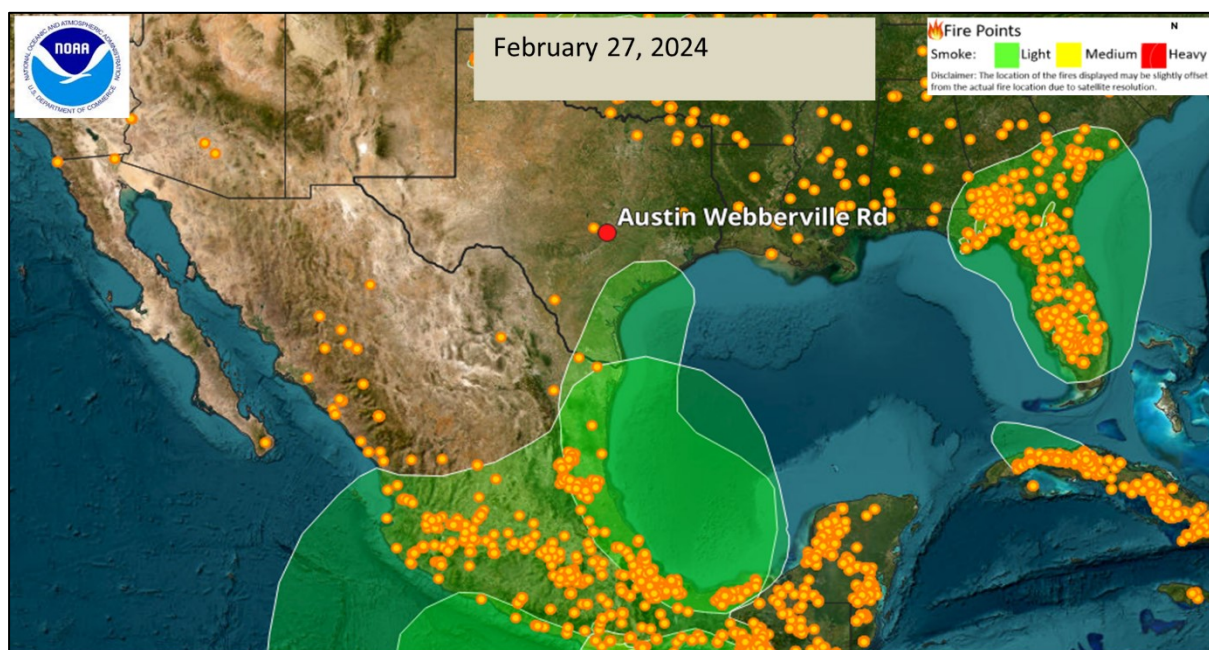 NATIONAL OCEANIC AND ATMOSPHERIC ADMINISTRATION
NOAA
U.S. DEPARTMENT OF COMMERCE
February 27, 2024
Fire Points
N
Smoke: Light Medium Heavy
Disclaimer: The location of the fires displayed may be slightly offset
from the actual fire location due to satellite resolution.
Austin Webberville Rd